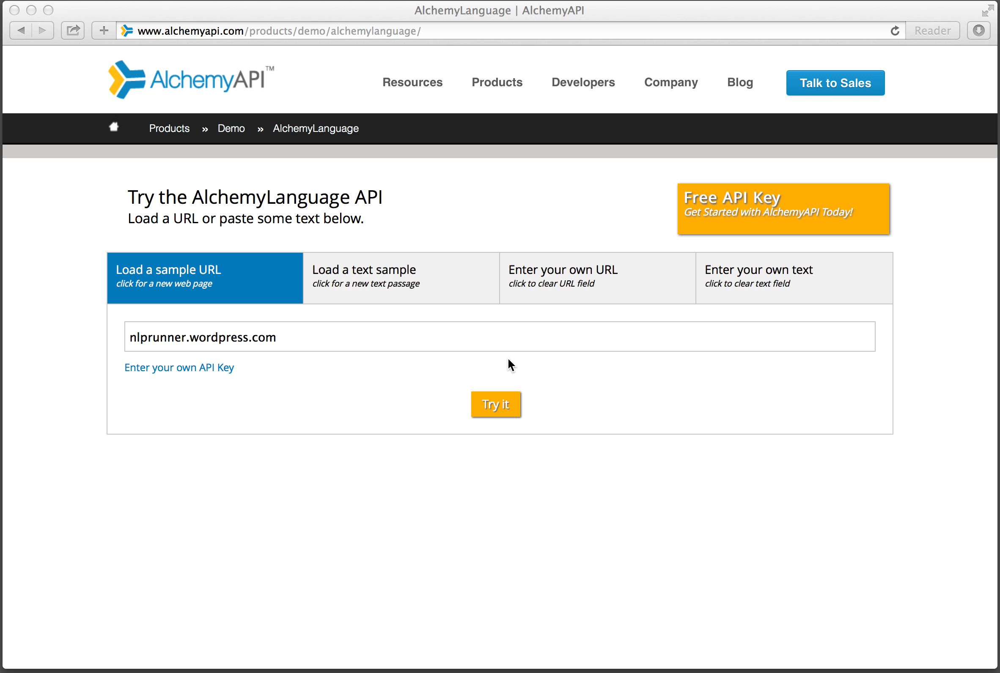 AlchemyLanguage | AlchemyAPI
www.alchemyapi.com/products/demo/alchemylanguage/
Reader
AlchemyAPI™
Resources Products Developers Company Blog Talk to Sales
Products » Demo » AlchemyLanguage
Try the AlchemyLanguage API
Load a URL or paste some text below.
Free API Key
Get Started with AlchemyAPI Today!
Load a sample URL
click for a new web page
Load a text sample
click for a new text passage
Enter your own URL
click to clear URL field
Enter your own text
click to clear text field
nlprunner.wordpress.com
Enter your own API Key
Try it